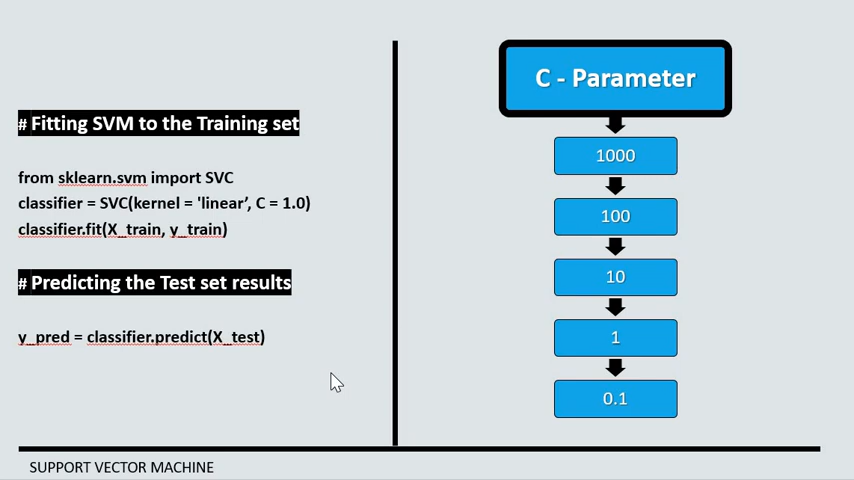 # Fitting SVM to the Training set
from sklearn.svm import SVC
classifier = SVC(kernel = 'linear’, C = 1.0)
classifier.fit(X_train, y_train)
# Predicting the Test set results
y_pred = classifier.predict(X_test)
C - Parameter
1000
100
10
1
0.1
SUPPORT VECTOR MACHINE